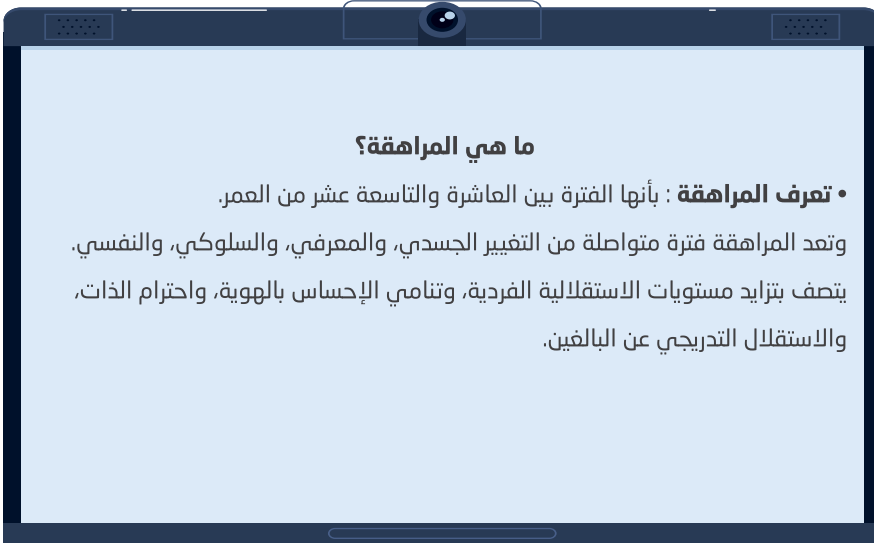 ما هي المراهقة؟
• تعرف المراهقة : بأنها الفترة بين العاشرة والتاسعة عشر من العمر.
وتعد المراهقة فترة متواصلة من التغيير الجسدي، والمعرفي، والسلوكي، والنفسي.
يتصف بتزايد مستويات الاستقلالية الفردية، وتنامي الإحساس بالهوية، واحترام الذات،
والاستقلال التدريجي عن البالغين.